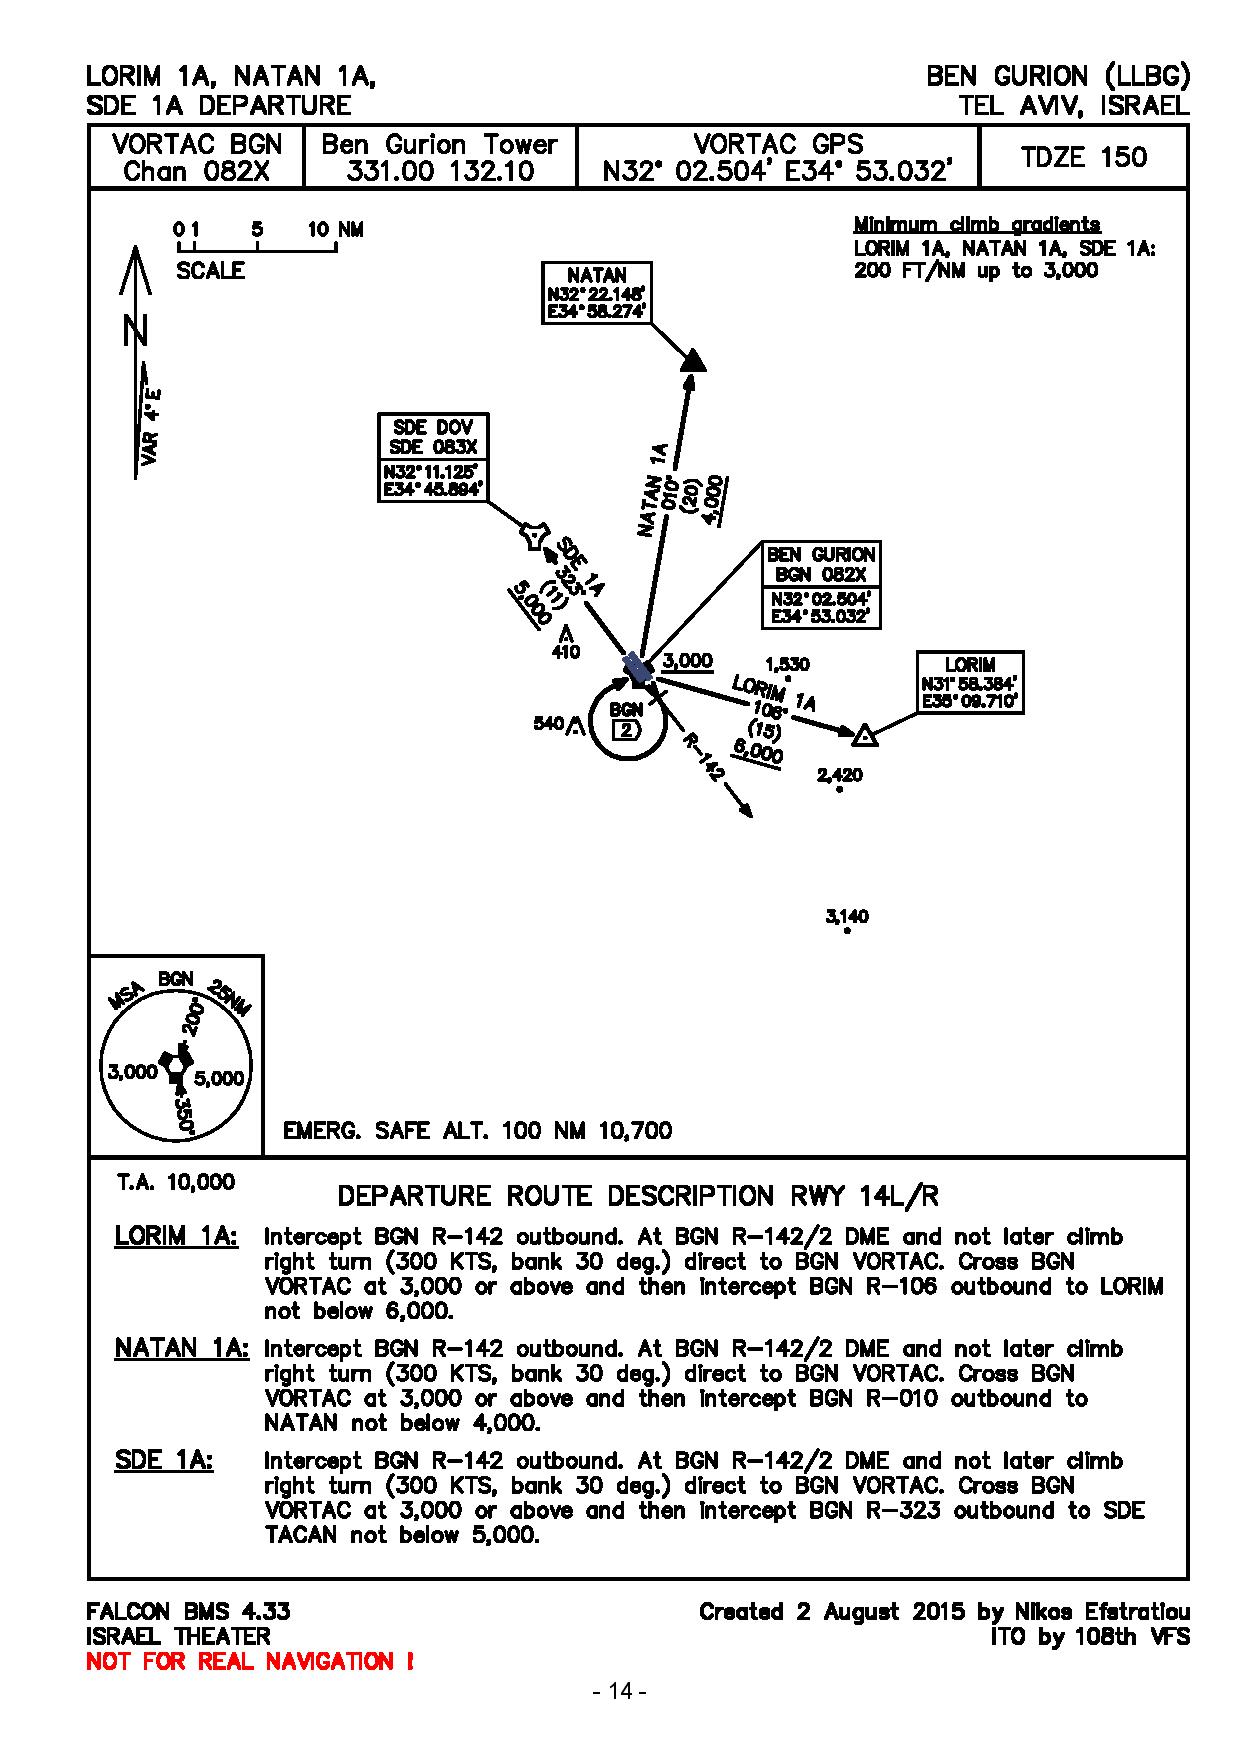 LORIM 1A, NATAN 1A,
SDE 1A DEPARTURE
BEN GURION (LLBG)
TEL AVIV, ISRAEL
VORTAC BGN
Chan 082X
Ben Gurion Tower
331.00 132.10
VORTAC GPS
N32° 02.504' E34° 53.032'
TDZE 150
0 1 5 10 NM
SCALE
N
VAR 4°E
Minimum climb gradients
LORIM 1A, NATAN 1A, SDE 1A:
200 FT/NM up to 3,000
NATAN
N32°22.148'
E34°58.274'
SDE DOV
SDE 083X
N32°11.125'
E34°45.894'
NATAN 1A
010°
(20)
4,000
SDE 1A
323°
(11)
5,000
BEN GURION
BGN 082X
N32°02.504'
E34°53.032'
410
3,000
1,530
LORIM
N31°58.364'
E35°09.710'
LORIM 1A
106°
(15)
6,000
BGN
2
540
R-142
2,420
3,140
MSA BGN 25NM
200°
3,000
5,000
350°
EMERG. SAFE ALT. 100 NM 10,700
T.A. 10,000
DEPARTURE ROUTE DESCRIPTION RWY 14L/R
LORIM 1A: Intercept BGN R-142 outbound. At BGN R-142/2 DME and not later climb
right turn (300 KTS, bank 30 deg.) direct to BGN VORTAC. Cross BGN
VORTAC at 3,000 or above and then intercept BGN R-106 outbound to LORIM
not below 6,000.
NATAN 1A: Intercept BGN R-142 outbound. At BGN R-142/2 DME and not later climb
right turn (300 KTS, bank 30 deg.) direct to BGN VORTAC. Cross BGN
VORTAC at 3,000 or above and then intercept BGN R-010 outbound to
NATAN not below 4,000.
SDE 1A: Intercept BGN R-142 outbound. At BGN R-142/2 DME and not later climb
right turn (300 KTS, bank 30 deg.) direct to BGN VORTAC. Cross BGN
VORTAC at 3,000 or above and then intercept BGN R-323 outbound to SDE
TACAN not below 5,000.
FALCON BMS 4.33
ISRAEL THEATER
NOT FOR REAL NAVIGATION !
Created 2 August 2015 by Nikos Efstratiou
ITO by 108th VFS
- 14 -